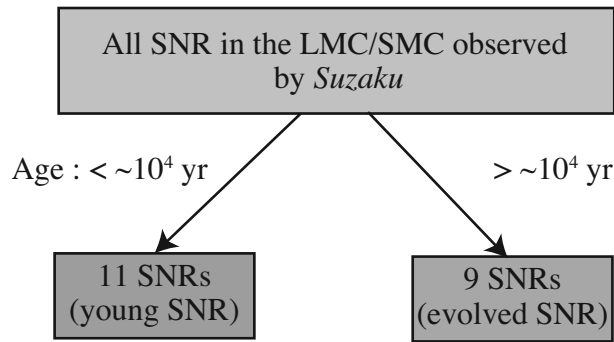 All SNR in the LMC/SMC observed
by Suzaku
Age : < ~10⁴ yr
> ~10⁴ yr
11 SNRs
(young SNR)
9 SNRs
(evolved SNR)